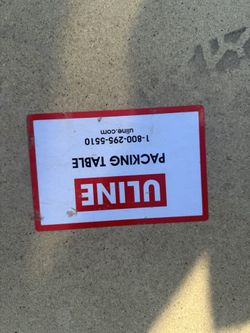 ULINE
PACKING TABLE
1-800-295-5510
uline.com